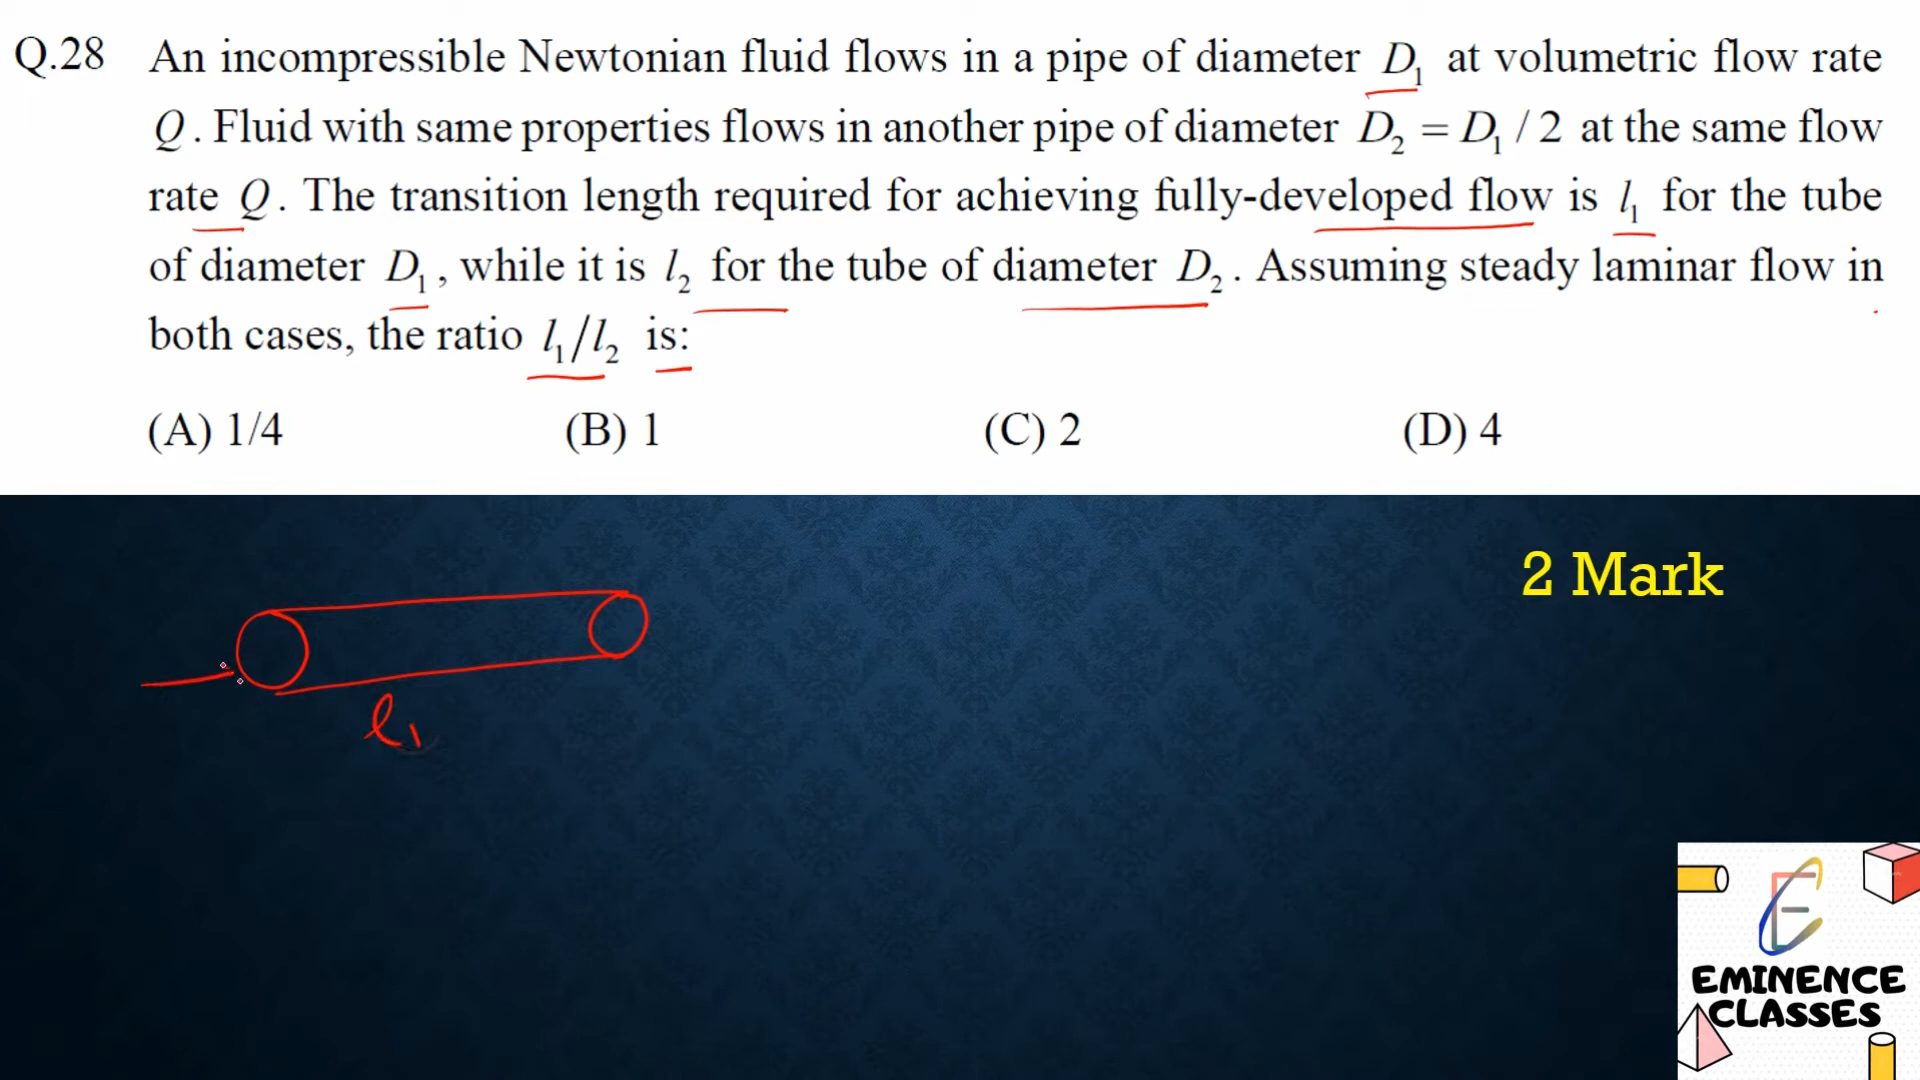 Q.28 An incompressible Newtonian fluid flows in a pipe of diameter D₁ at volumetric flow rate
Q. Fluid with same properties flows in another pipe of diameter D₂ = D₁ / 2 at the same flow
rate Q. The transition length required for achieving fully-developed flow is l₁ for the tube
of diameter D₁, while it is l₂ for the tube of diameter D₂. Assuming steady laminar flow in
both cases, the ratio l₁/l₂ is:
(A) 1/4 (B) 1 (C) 2 (D) 4
2 Mark
l₁
E
EMINENCE
CLASSES